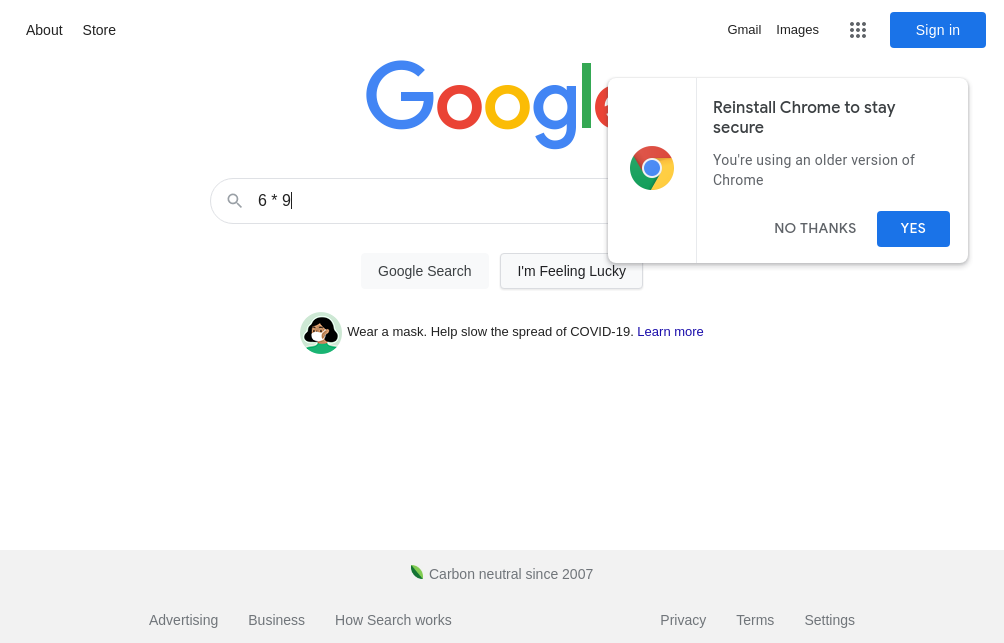 About Store
Gmail Images Sign in
Google
Reinstall Chrome to stay
secure
You're using an older version of
Chrome
NO THANKS YES
6 * 9
Google Search I'm Feeling Lucky
Wear a mask. Help slow the spread of COVID-19. Learn more
Carbon neutral since 2007
Advertising Business How Search works Privacy Terms Settings